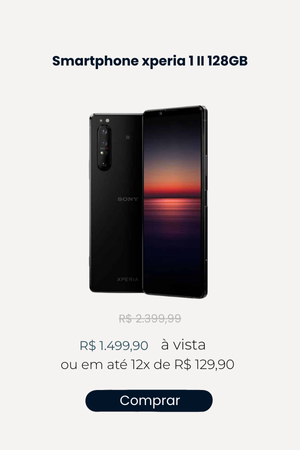 Smartphone xperia 1 II 128GB
SONY
XPERIA
R$ 2.399,99
R$ 1.499,90 à vista
ou em até 12x de R$ 129,90
Comprar